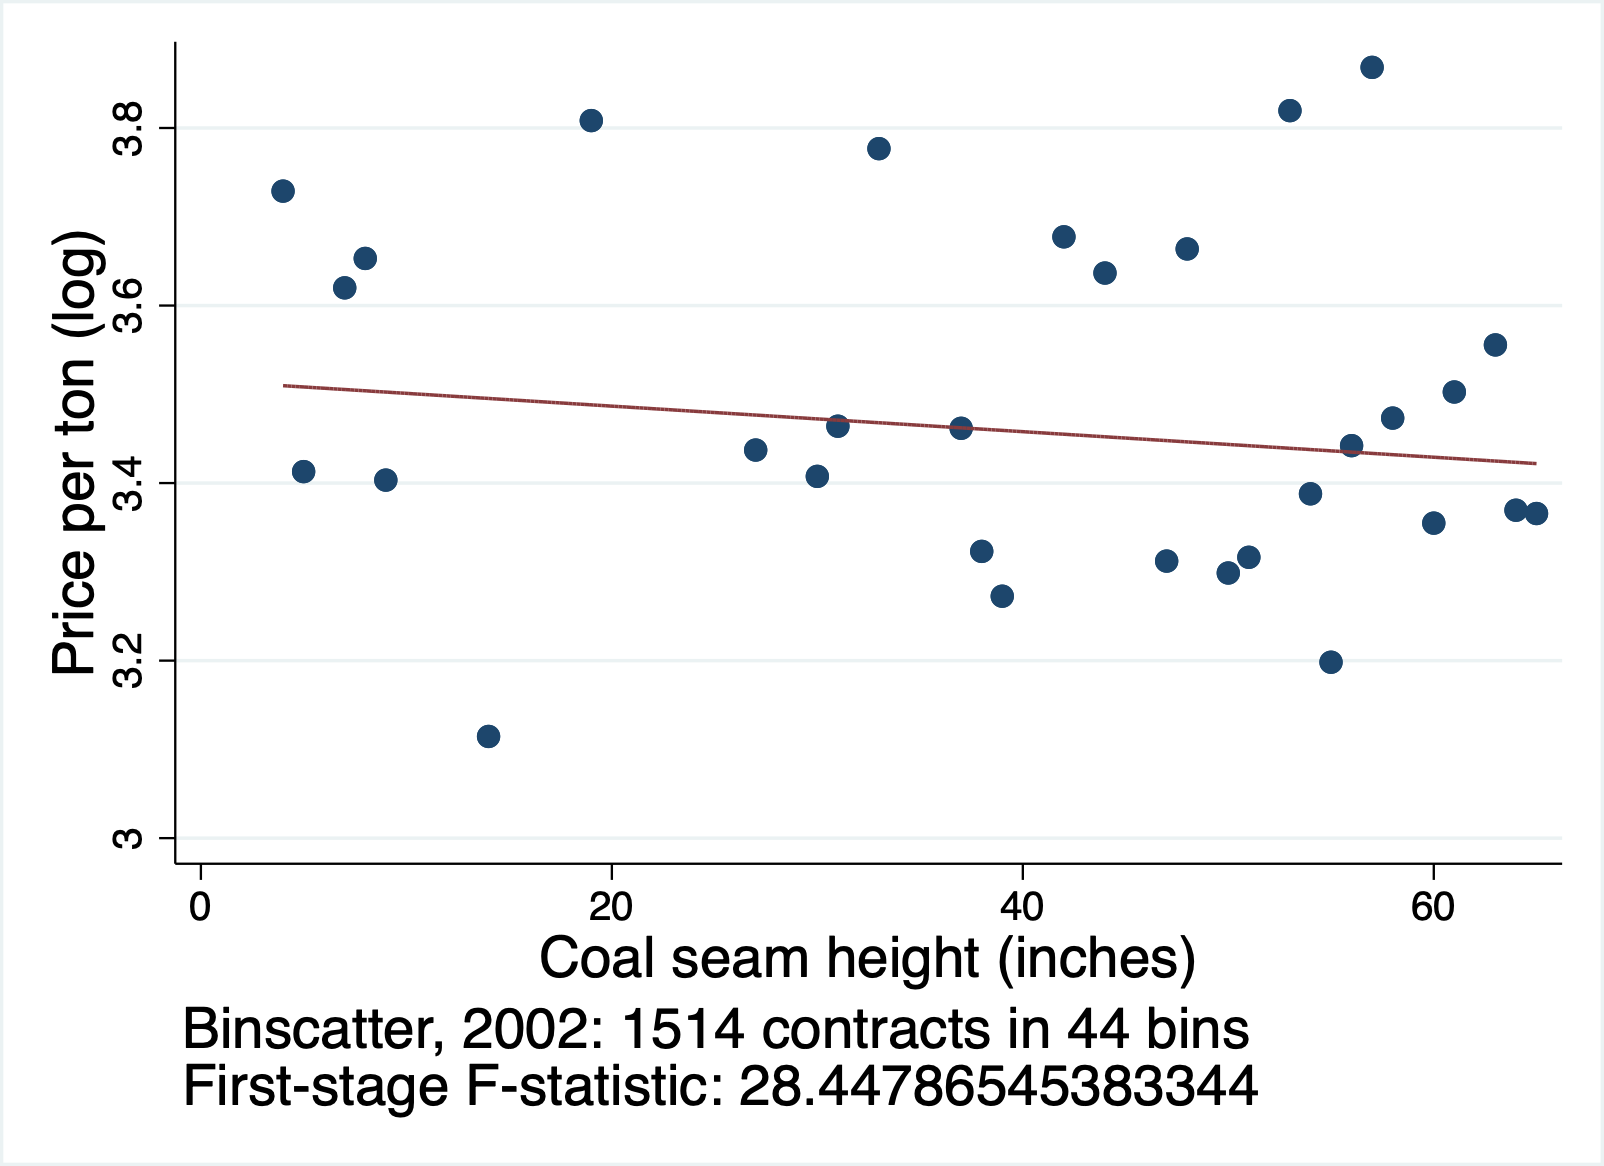 3.8
3.6
3.4
3.2
3
Price per ton (log)
0 20 40 60
Coal seam height (inches)
Binscatter, 2002: 1514 contracts in 44 bins
First-stage F-statistic: 28.44786545383344